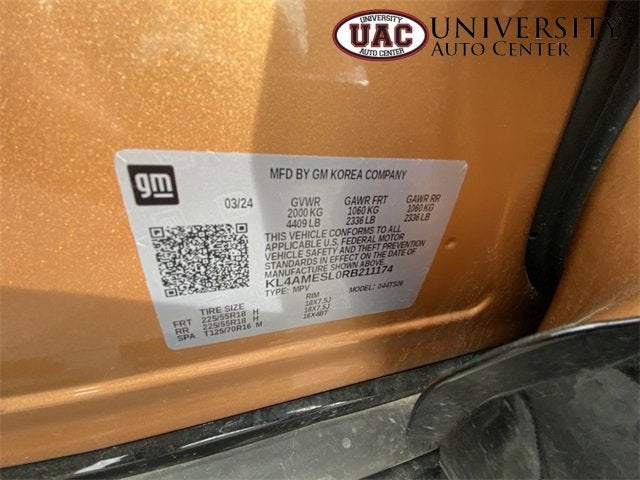 UNIVERSITY
UAC
AUTO CENTER
UNIVERSITY
AUTO CENTER
gm
MFD BY GM KOREA COMPANY
03/24 GVWR GAWR FRT GAWR RR
2000 KG 1060 KG 1060 KG
4409 LB 2336 LB 2336 LB
THIS VEHICLE CONFORMS TO ALL
APPLICABLE U.S. FEDERAL MOTOR
VEHICLE SAFETY AND THEFT PREVENTION
STANDARDS IN EFFECT ON THE DATE OF
MANUFACTURE SHOWN ABOVE.
KL4AMESL0RB211174
TYPE: MPV MODEL: 044TS26
TIRE SIZE RIM
FRT 225/55R18 H 18X7.5J
RR 225/55R18 H 18X7.5J
SPA T125/70R16 M 16X4BT